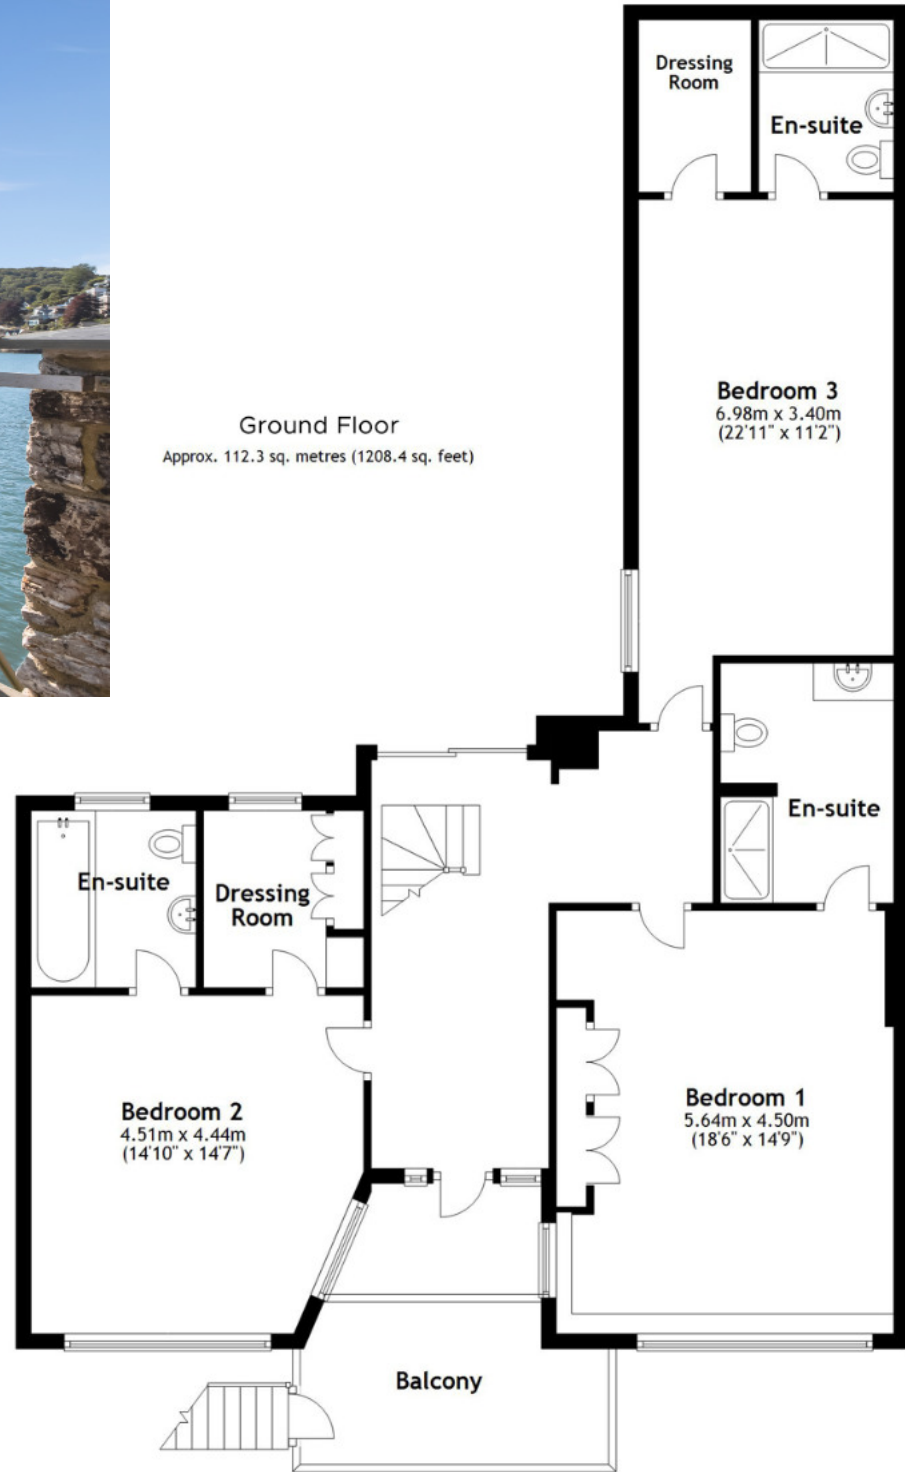 Dressing
Room
En-suite
Bedroom 3
6.98m x 3.40m
(22'11" x 11'2")
Ground Floor
Approx. 112.3 sq. metres (1208.4 sq. feet)
En-suite
En-suite
Dressing
Room
Bedroom 2
4.51m x 4.44m
(14'10" x 14'7")
Bedroom 1
5.64m x 4.50m
(18'6" x 14'9")
Balcony